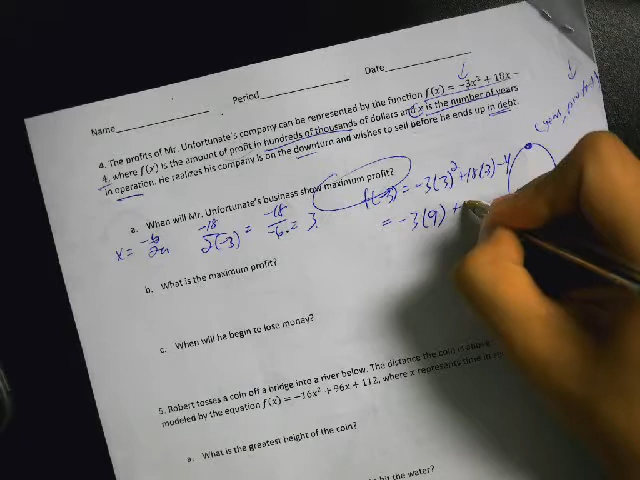 Name Period Date
4. The profits of Mr. Unfortunate's company can be represented by the function f(x) = −3x² + 18x −
4, where f(x) is the amount of profit in hundreds of thousands of dollars and x is the number of years
in operation. He realizes his company is on the downturn and wishes to sell before he ends up in debt.
a. When will Mr. Unfortunate's business show maximum profit?
x = -b/2a -18/2(-3) = -18/-6 = 3.
f(-3) = -3(3)² + 18(3) - 4
= -3(9) +
b. What is the maximum profit?
c. When will he begin to lose money?
5. Robert tosses a coin off a bridge into a river below. The distance the coin is above
modeled by the equation f(x) = −16x² + 96x + 112, where x represents time in
a. What is the greatest height of the coin?
hit the water?